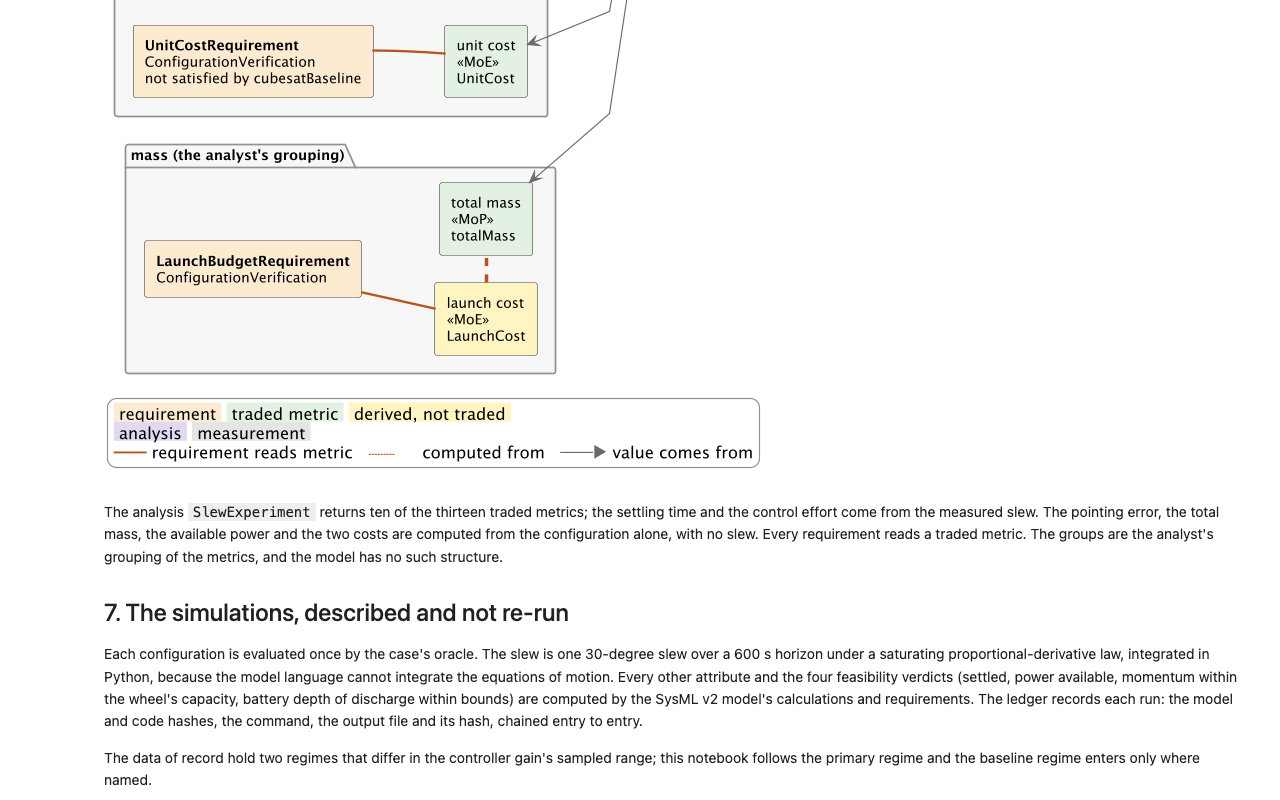 UnitCostRequirement
ConfigurationVerification
not satisfied by cubesatBaseline
unit cost
«MoE»
UnitCost
mass (the analyst's grouping)
total mass
«MoP»
totalMass
LaunchBudgetRequirement
ConfigurationVerification
launch cost
«MoE»
LaunchCost
requirement traded metric derived, not traded
analysis measurement
requirement reads metric computed from value comes from
The analysis SlewExperiment returns ten of the thirteen traded metrics; the settling time and the control effort come from the measured slew. The pointing error, the total
mass, the available power and the two costs are computed from the configuration alone, with no slew. Every requirement reads a traded metric. The groups are the analyst's
grouping of the metrics, and the model has no such structure.
7. The simulations, described and not re-run
Each configuration is evaluated once by the case's oracle. The slew is one 30-degree slew over a 600 s horizon under a saturating proportional-derivative law, integrated in
Python, because the model language cannot integrate the equations of motion. Every other attribute and the four feasibility verdicts (settled, power available, momentum within
the wheel's capacity, battery depth of discharge within bounds) are computed by the SysML v2 model's calculations and requirements. The ledger records each run: the model
and code hashes, the command, the output file and its hash, chained entry to entry.
The data of record hold two regimes that differ in the controller gain's sampled range; this notebook follows the primary regime and the baseline regime enters only where
named.